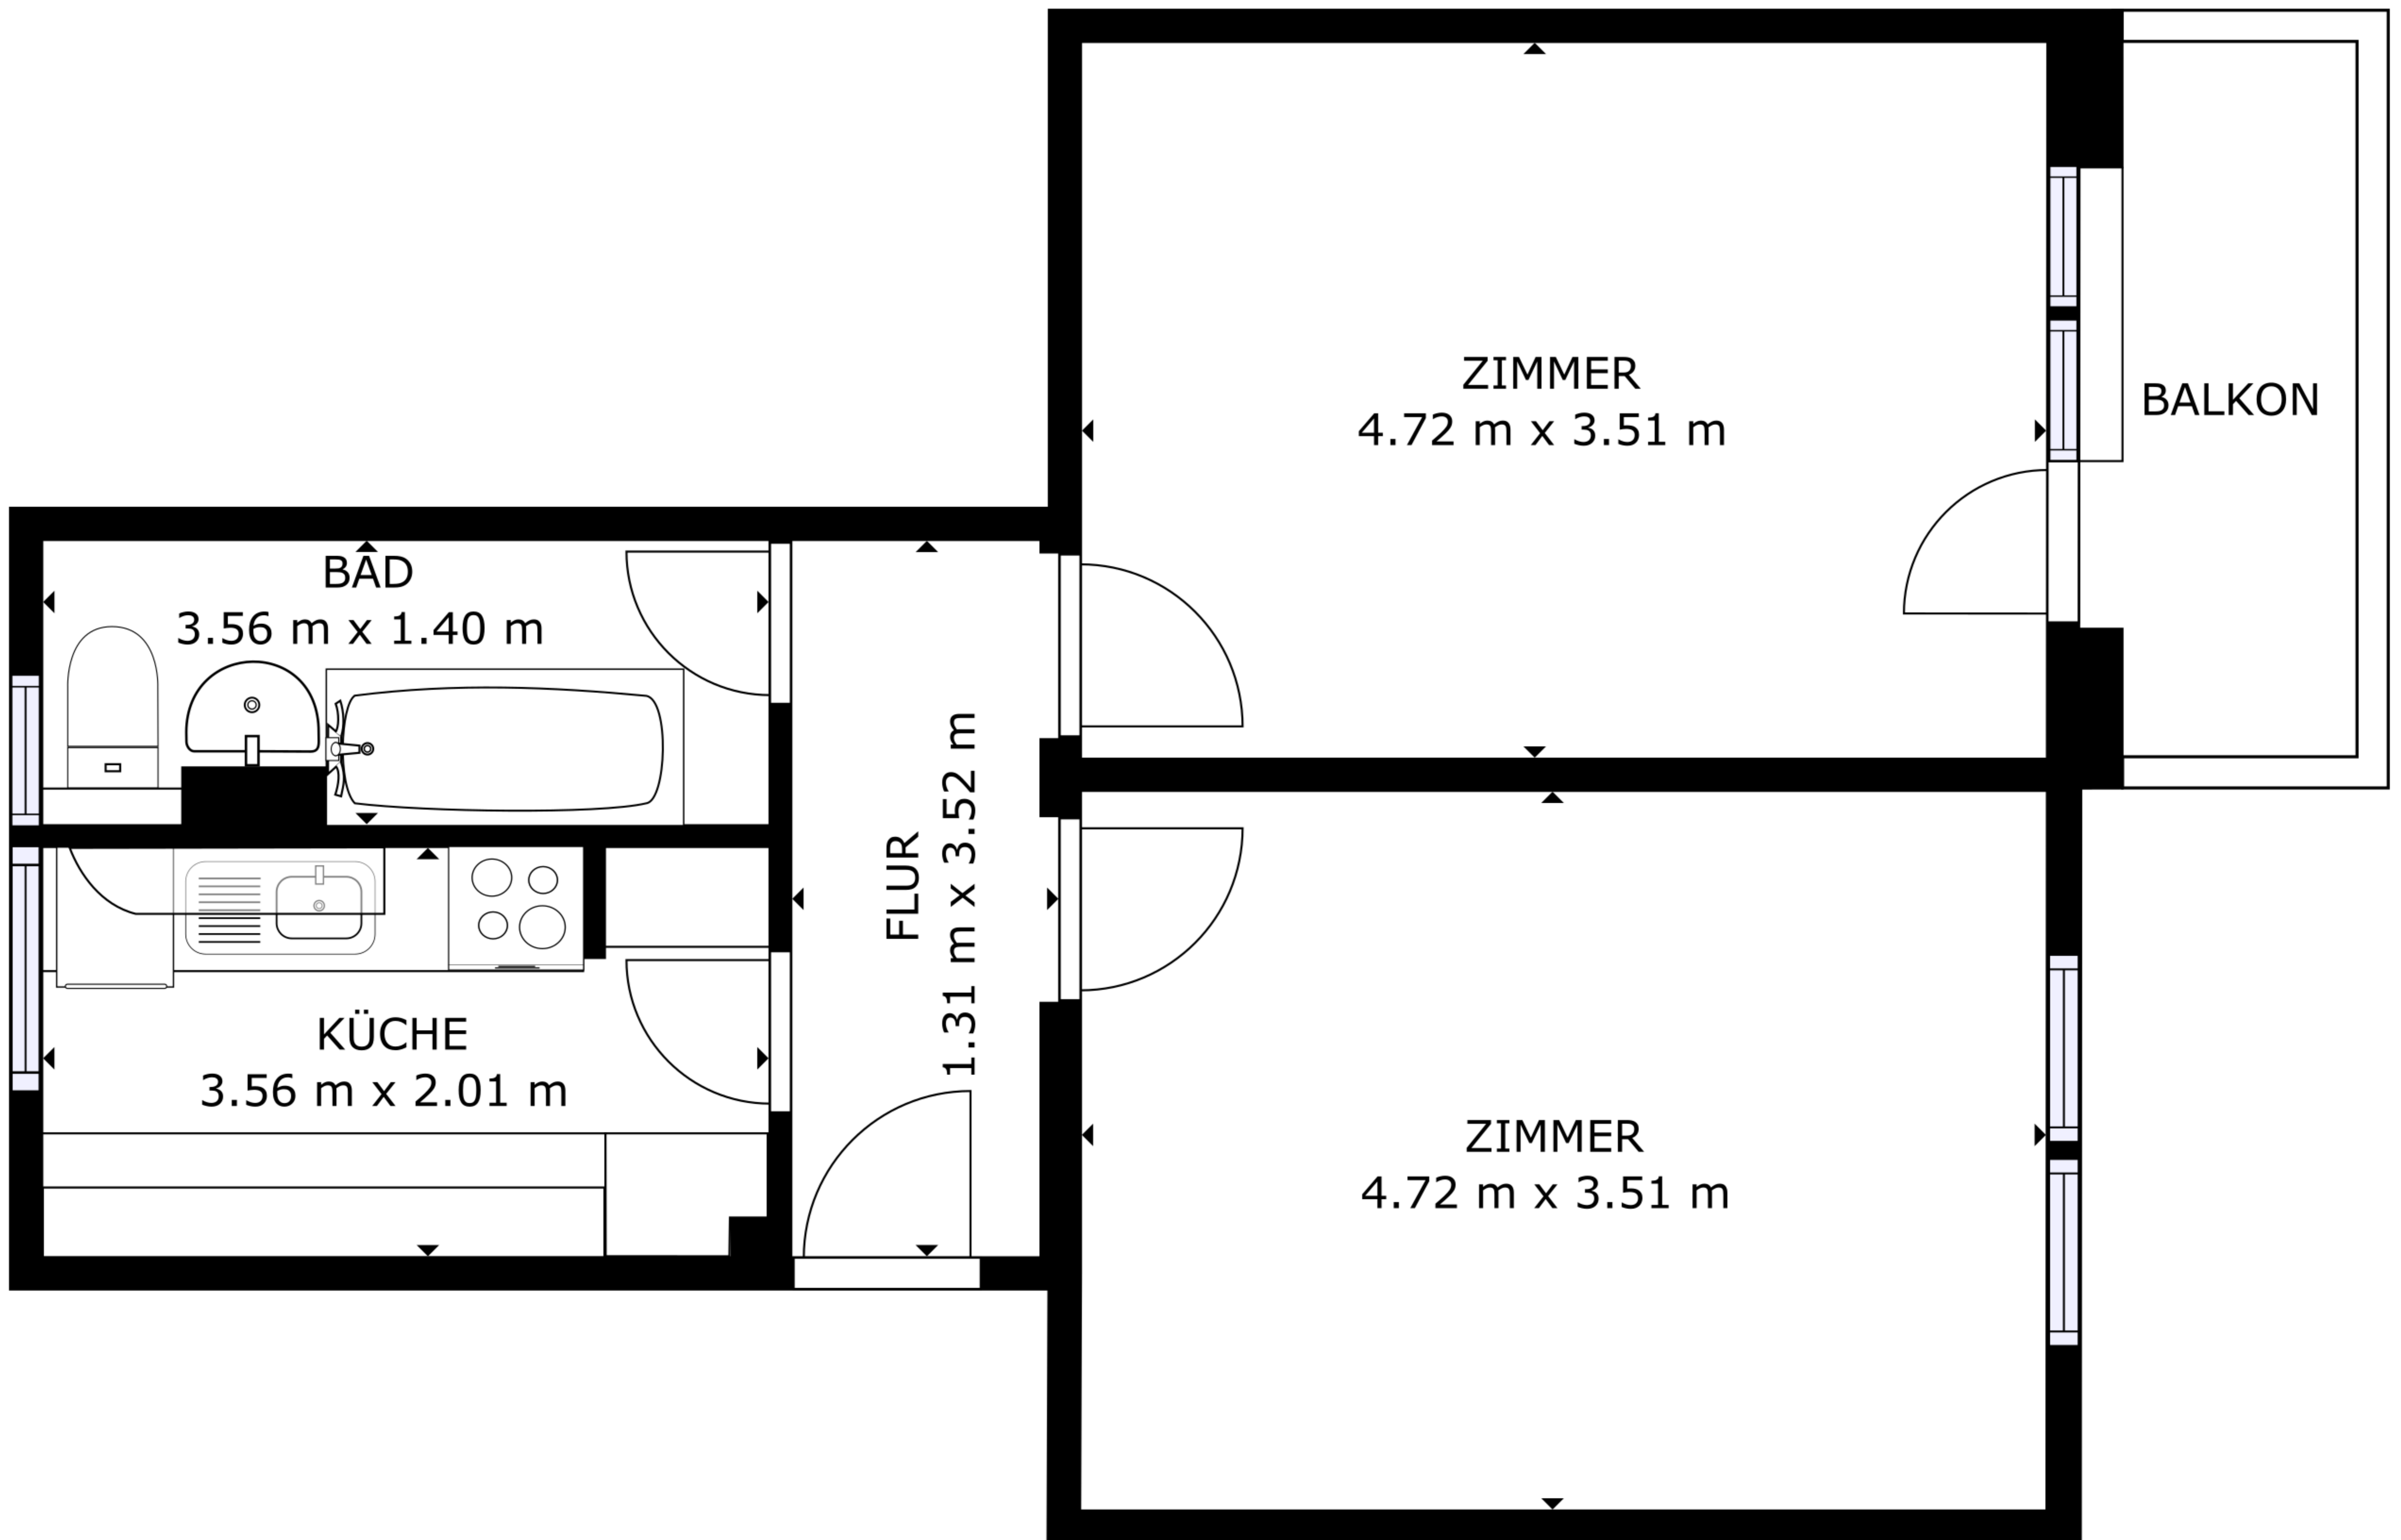 ZIMMER
4.72 m x 3.51 m
BALKON
BAD
3.56 m x 1.40 m
FLUR
1.31 m x 3.52 m
KÜCHE
3.56 m x 2.01 m
ZIMMER
4.72 m x 3.51 m